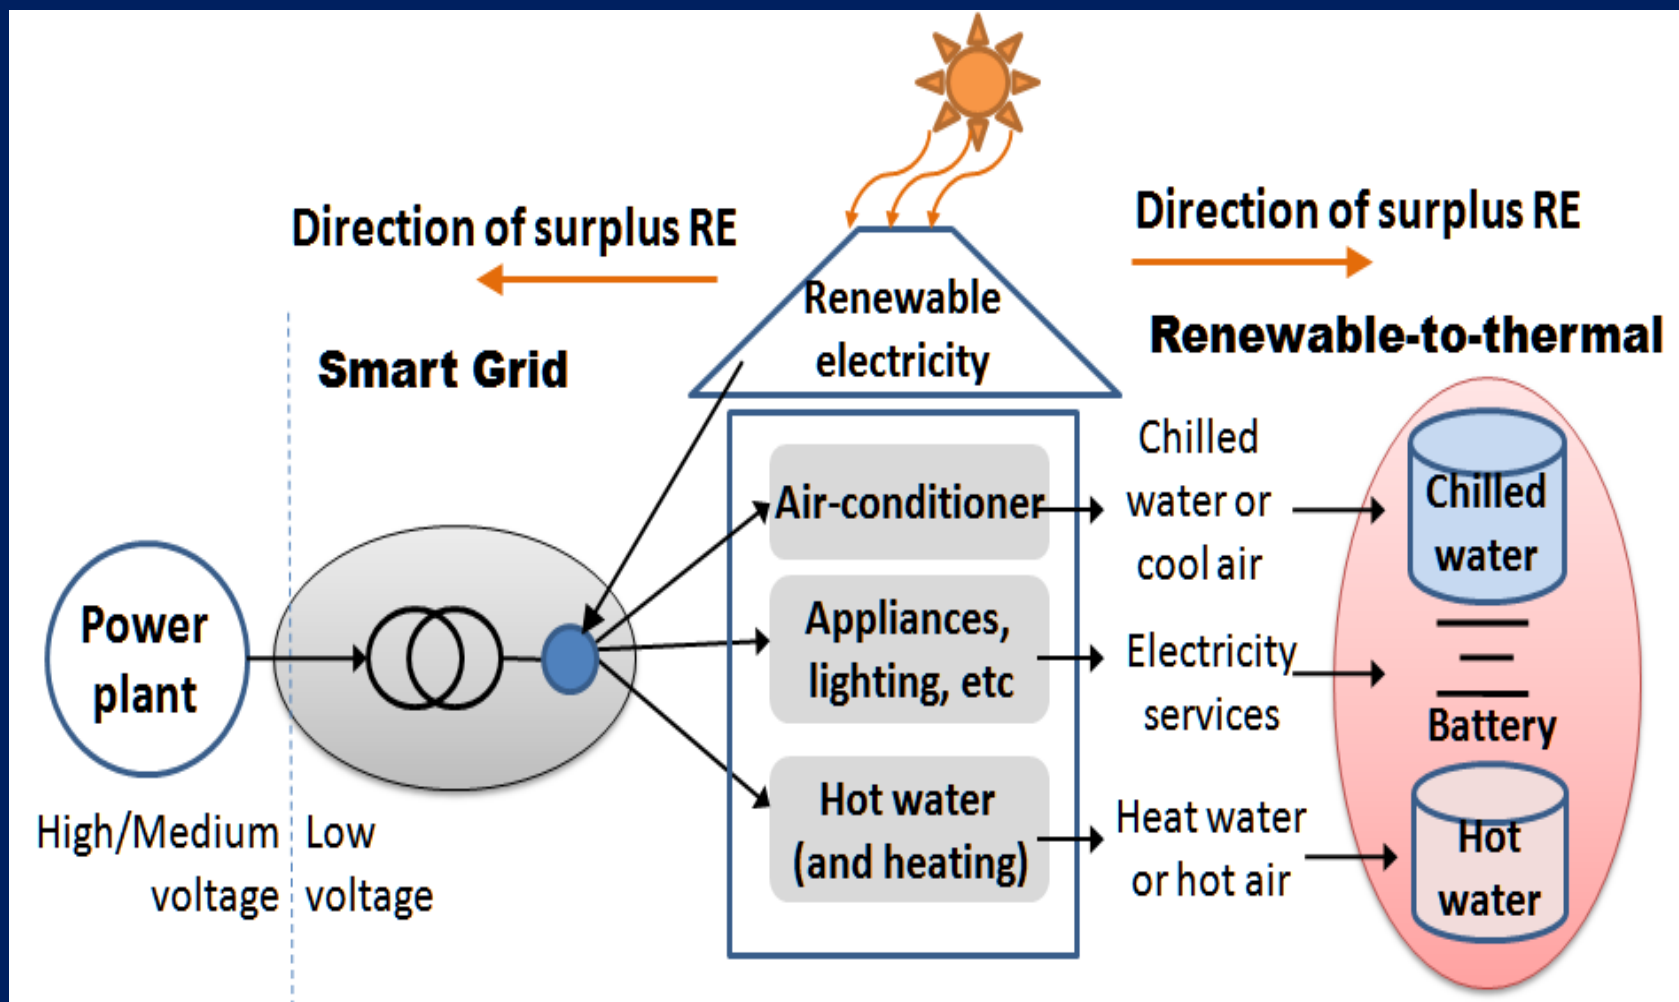 Direction of surplus RE
Direction of surplus RE
Renewable
electricity
Smart Grid
Renewable-to-thermal
Power
plant
High/Medium
voltage
Low
voltage
Air-conditioner
Appliances,
lighting, etc
Hot water
(and heating)
Chilled
water or
cool air
Electricity
services
Heat water
or hot air
Chilled
water
Battery
Hot
water